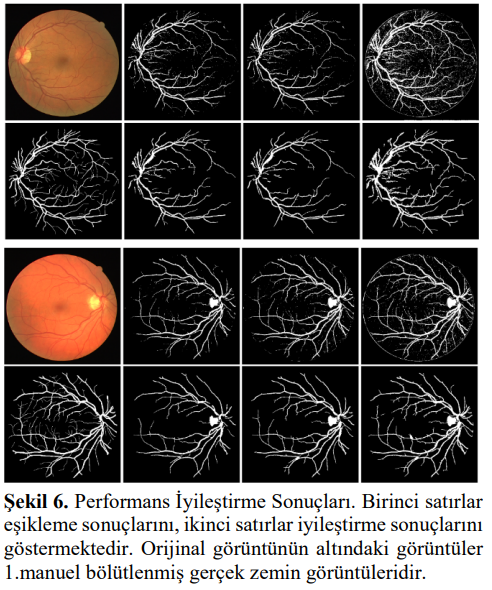 Şekil 6. Performans İyileştirme Sonuçları. Birinci satırlar
eşikleme sonuçlarını, ikinci satırlar iyileştirme sonuçlarını
göstermektedir. Orijinal görüntünün altındaki görüntüler
1.manuel bölütlenmiş gerçek zemin görüntüleridir.